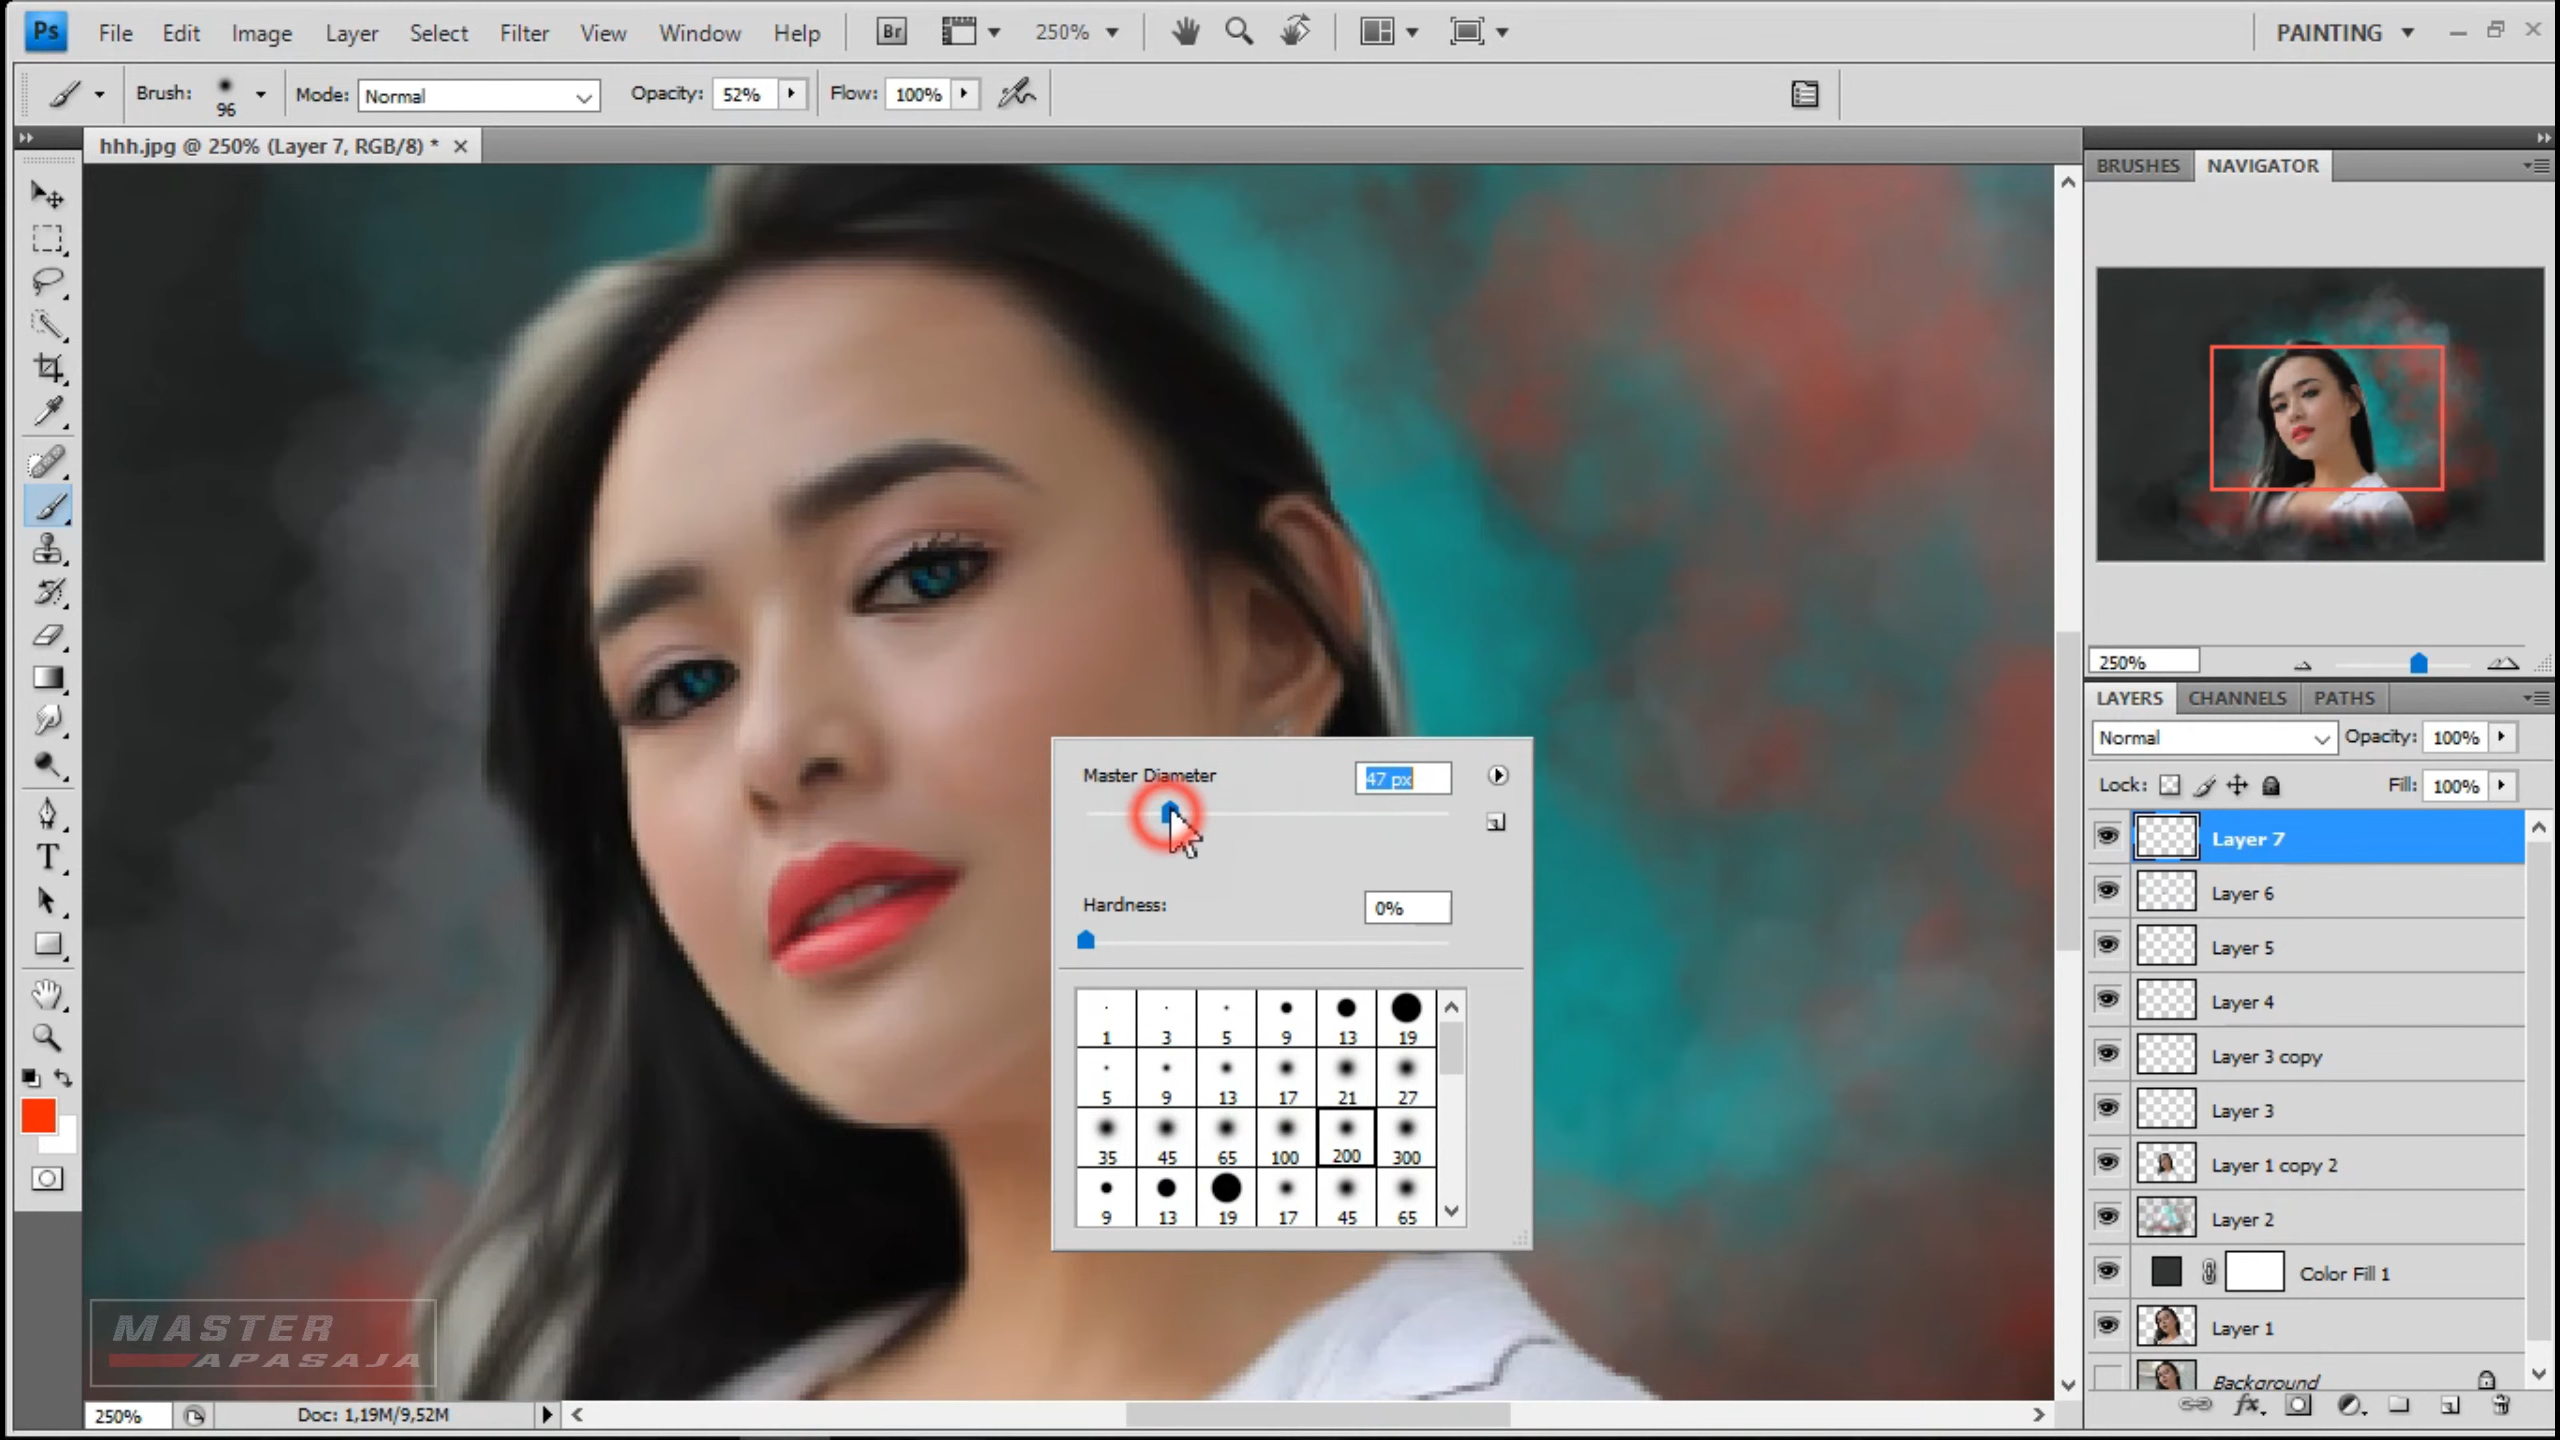 Ps File Edit Image Layer Select Filter View Window Help Br 250% PAINTING
Brush: 96 Mode: Normal Opacity: 52% Flow: 100%
hhh.jpg @ 250% (Layer 7, RGB/8) *
BRUSHES NAVIGATOR
250%
LAYERS CHANNELS PATHS
Normal Opacity: 100%
Lock: Fill: 100%
Layer 7
Layer 6
Layer 5
Layer 4
Layer 3 copy
Layer 3
Layer 1 copy 2
Layer 2
Color Fill 1
Layer 1
Background
Master Diameter 47 px
Hardness: 0%
1 3 5 9 13 19
5 9 13 17 21 27
35 45 65 100 200 300
9 13 19 17 45 65
T
MASTER
APASAJA
250% Doc: 1,19M/9,52M
fx